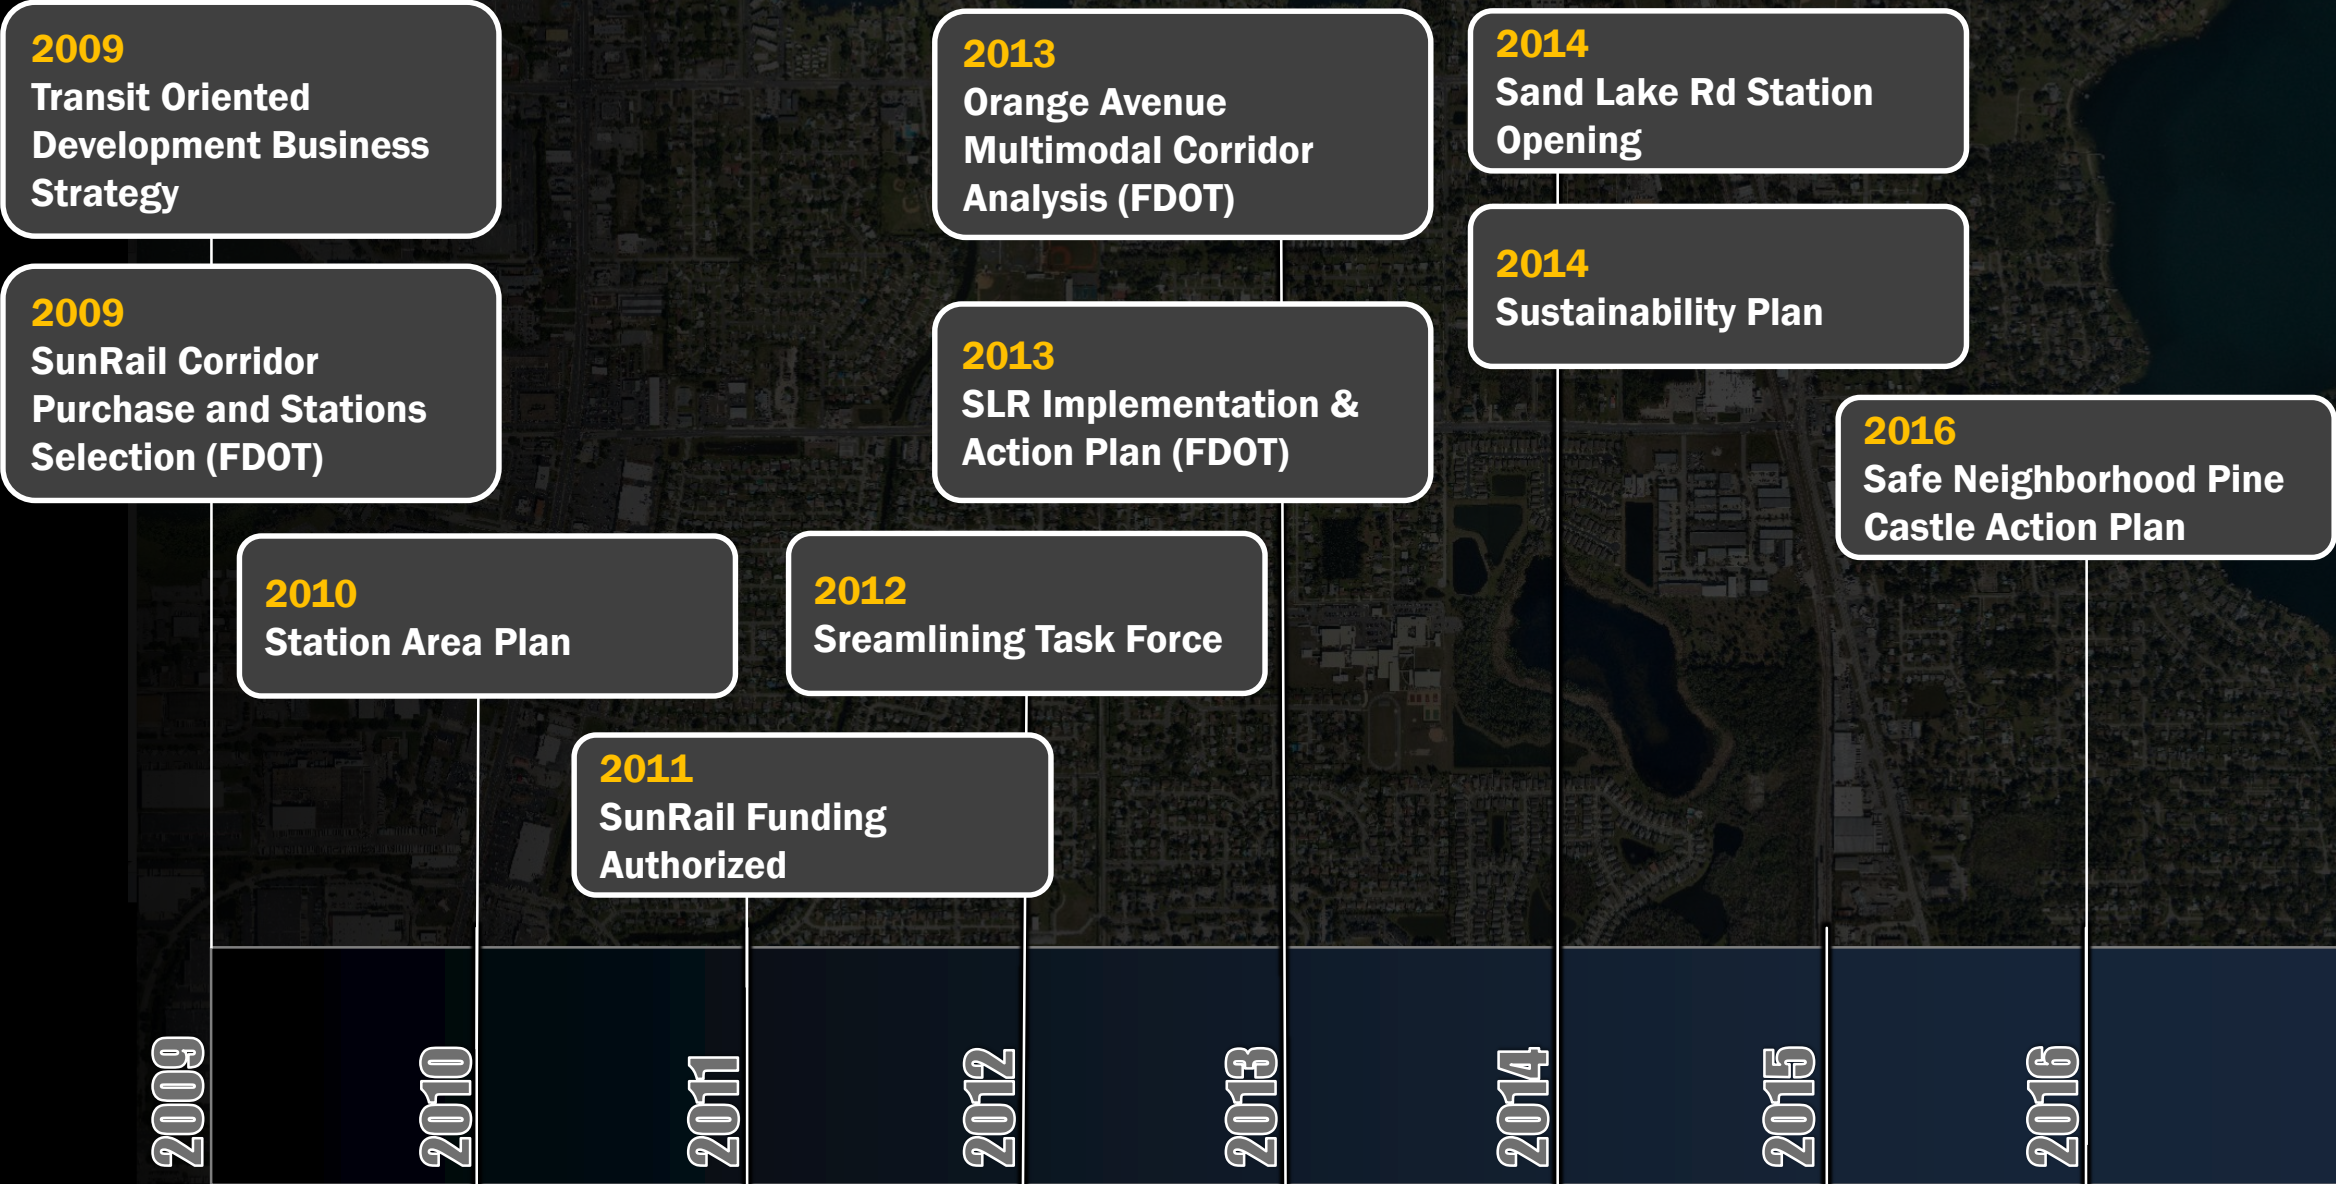 2009
Transit Oriented
Development Business
Strategy
2009
SunRail Corridor
Purchase and Stations
Selection (FDOT)
2010
Station Area Plan
2011
SunRail Funding
Authorized
2012
Sreamlining Task Force
2013
Orange Avenue
Multimodal Corridor
Analysis (FDOT)
2013
SLR Implementation &
Action Plan (FDOT)
2014
Sand Lake Rd Station
Opening
2014
Sustainability Plan
2016
Safe Neighborhood Pine
Castle Action Plan
2009
2010
2011
2012
2013
2014
2015
2016